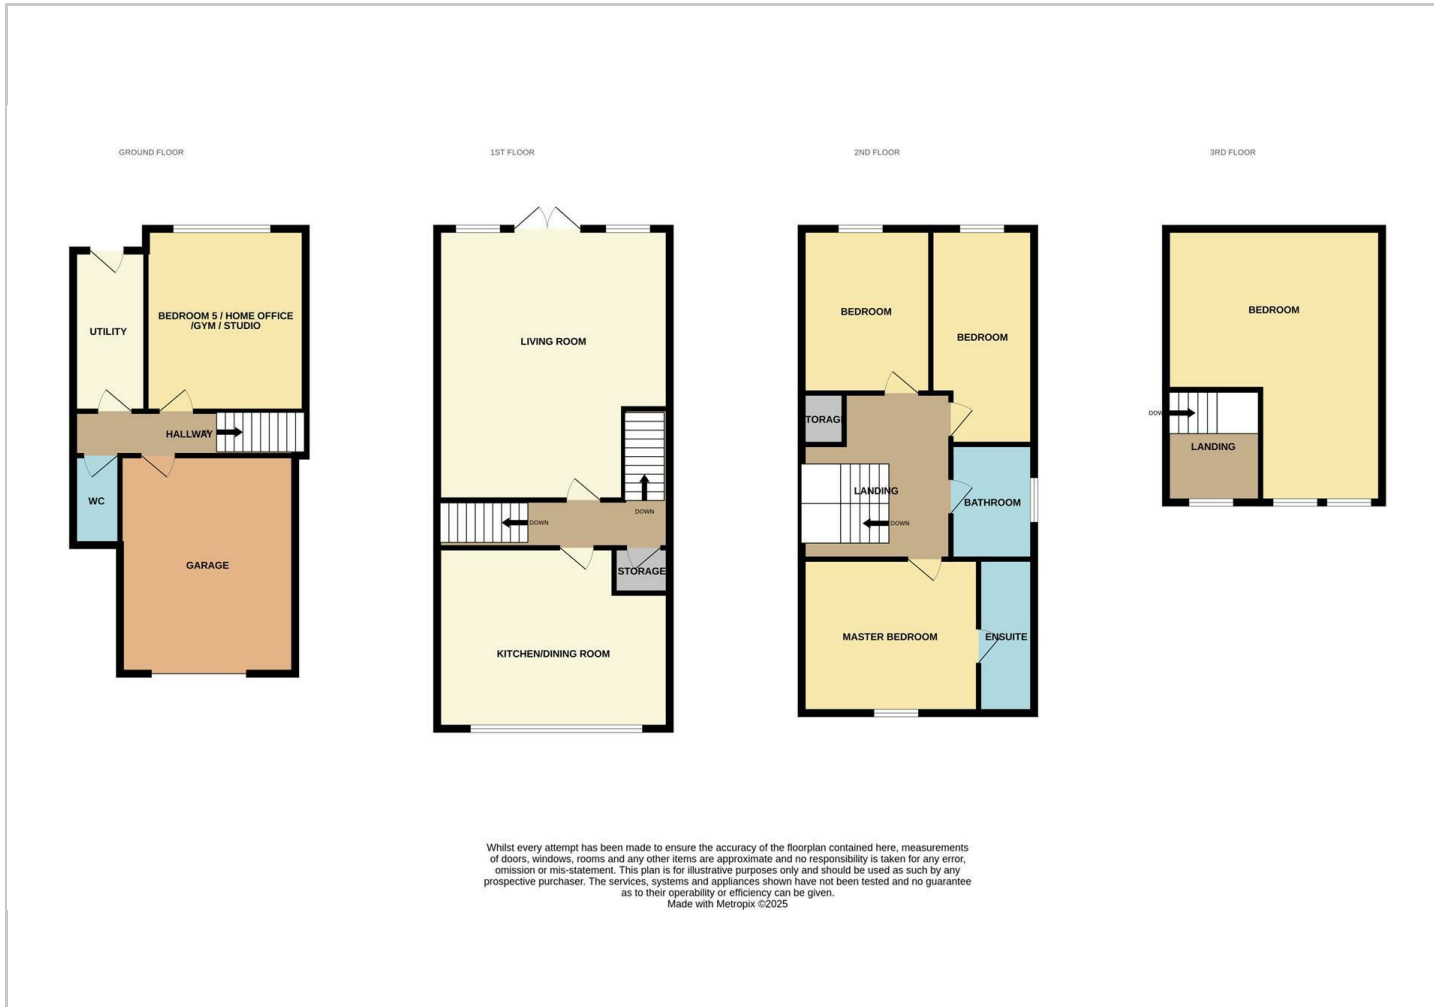 GROUND FLOOR
1ST FLOOR
2ND FLOOR
3RD FLOOR
UTILITY
BEDROOM 5 / HOME OFFICE
/GYM / STUDIO
HALLWAY
WC
GARAGE
LIVING ROOM
DOWN
DOWN
STORAGE
KITCHEN/DINING ROOM
BEDROOM
BEDROOM
TORAG
LANDING
DOWN
BATHROOM
MASTER BEDROOM
ENSUITE
BEDROOM
DOW
LANDING
Whilst every attempt has been made to ensure the accuracy of the floorplan contained here, measurements
of doors, windows, rooms and any other items are approximate and no responsibility is taken for any error,
omission or mis-statement. This plan is for illustrative purposes only and should be used as such by any
prospective purchaser. The services, systems and appliances shown have not been tested and no guarantee
as to their operability or efficiency can be given.
Made with Metropix ©2025